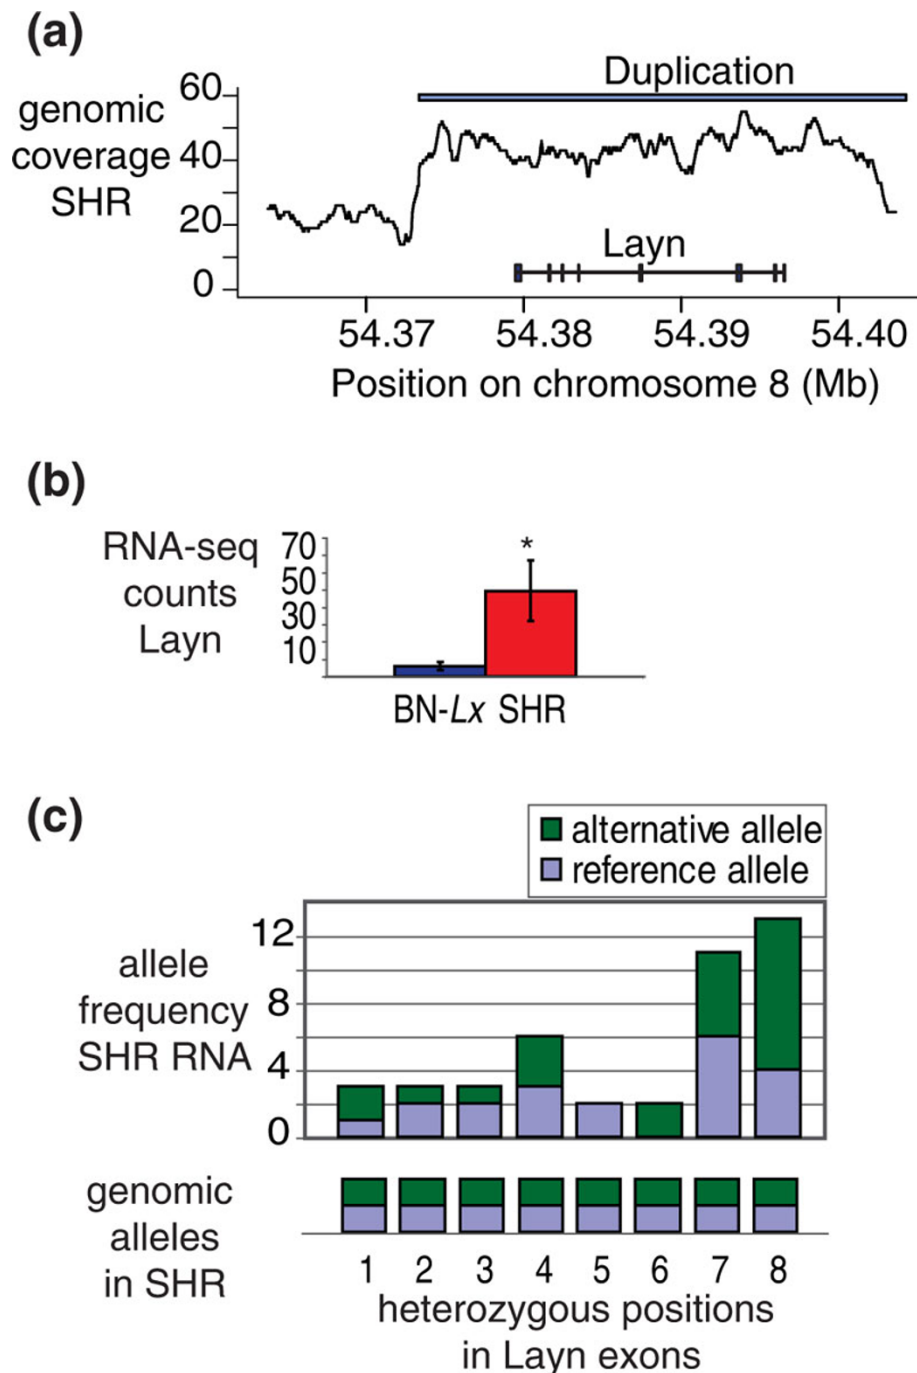 (a)
Duplication
genomic
coverage
SHR
60
40
20
0
Layn
54.37 54.38 54.39 54.40
Position on chromosome 8 (Mb)
(b)
RNA-seq
counts
Layn
70
50
30
10
*
BN-Lx SHR
(c)
alternative allele
reference allele
allele
frequency
SHR RNA
12
8
4
0
genomic
alleles
in SHR
1 2 3 4 5 6 7 8
heterozygous positions
in Layn exons